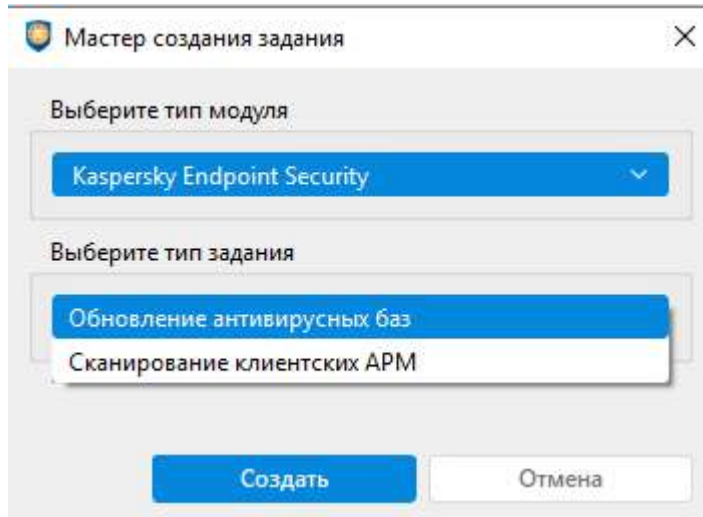 Мастер создания задания
Выберите тип модуля
Kaspersky Endpoint Security
Выберите тип задания
Обновление антивирусных баз
Сканирование клиентских АРМ
Создать Отмена